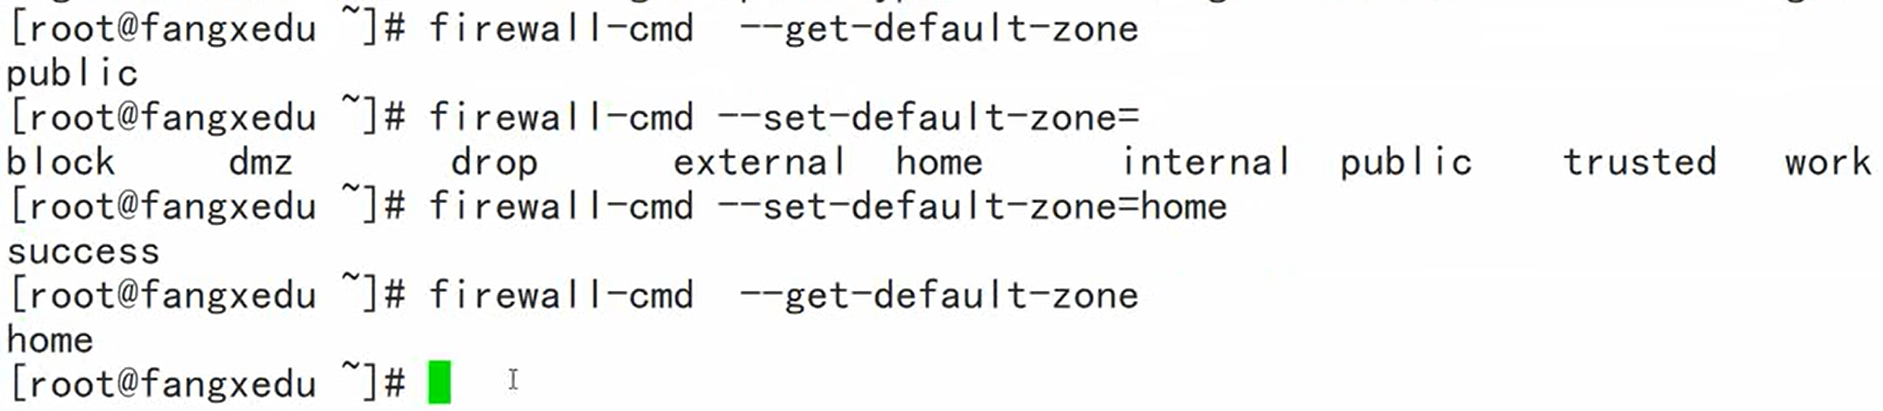 [root@fangxedu ~]# firewall-cmd  --get-default-zone
public
[root@fangxedu ~]# firewall-cmd --set-default-zone=
block     dmz       drop      external  home      internal  public    trusted   work
[root@fangxedu ~]# firewall-cmd --set-default-zone=home
success
[root@fangxedu ~]# firewall-cmd  --get-default-zone
home
[root@fangxedu ~]#